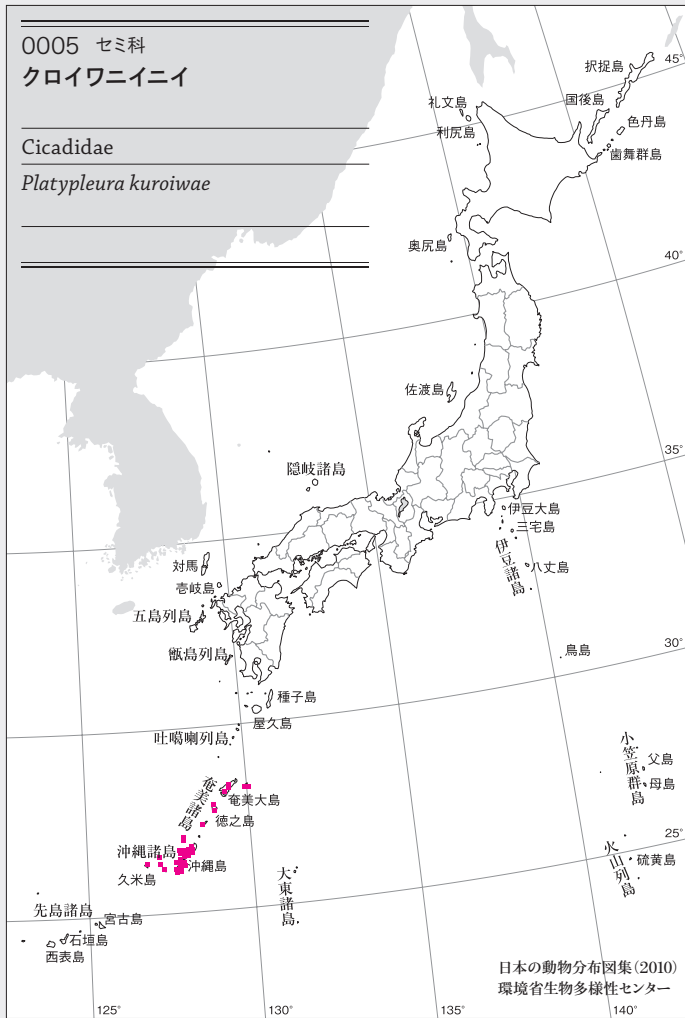 0005 セミ科
クロイワニイニイ
Cicadidae
Platypleura kuroiwae
45°
択捉島
国後島
礼文島
色丹島
利尻島
歯舞群島
奥尻島
40°
佐渡島
35°
隠岐諸島
伊豆大島
三宅島
対馬
八丈島
伊豆諸島
壱岐島
五島列島
甑島列島
鳥島
30°
種子島
屋久島
吐噶喇列島
小笠原群島
父島
母島
奄美諸島
奄美大島
徳之島
25°
沖縄諸島
沖縄島
久米島
火山列島
硫黄島
大東諸島
先島諸島
宮古島
石垣島
西表島
日本の動物分布図集(2010)
環境省生物多様性センター
125°
130°
135°
140°